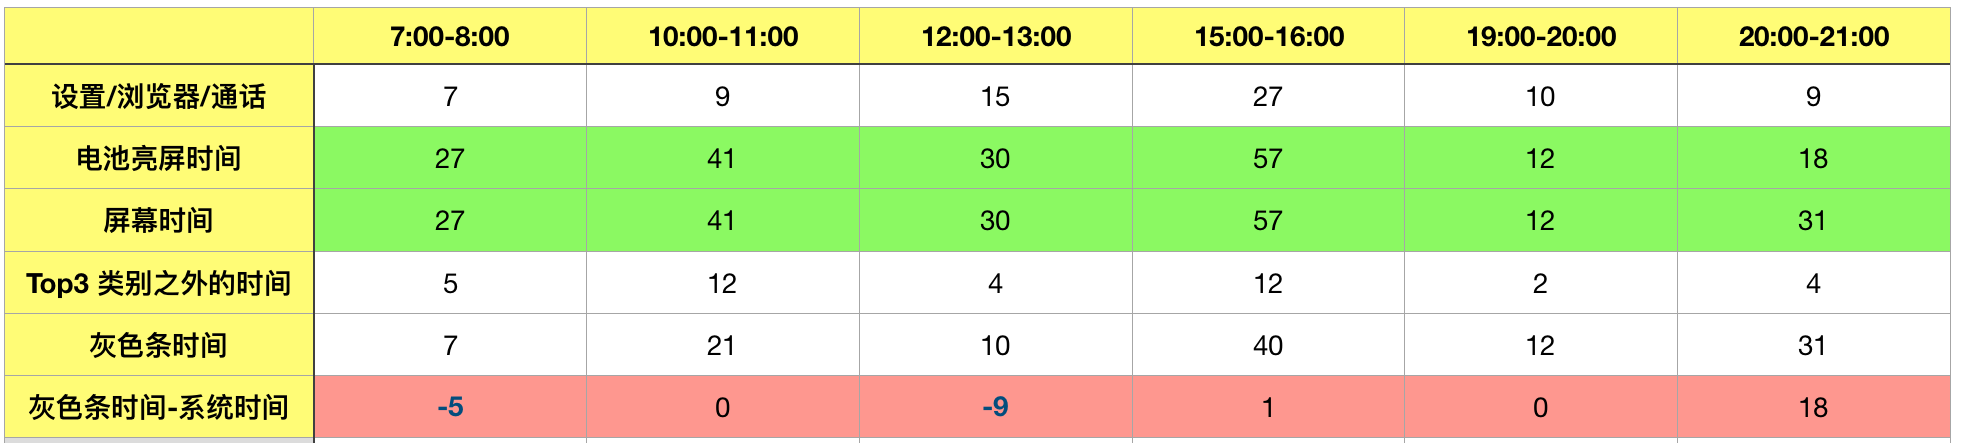 7:00-8:00 10:00-11:00 12:00-13:00 15:00-16:00 19:00-20:00 20:00-21:00
设置/浏览器/通话 7 9 15 27 10 9
电池亮屏时间 27 41 30 57 12 18
屏幕时间 27 41 30 57 12 31
Top3 类别之外的时间 5 12 4 12 2 4
灰色条时间 7 21 10 40 12 31
灰色条时间-系统时间 -5 0 -9 1 0 18